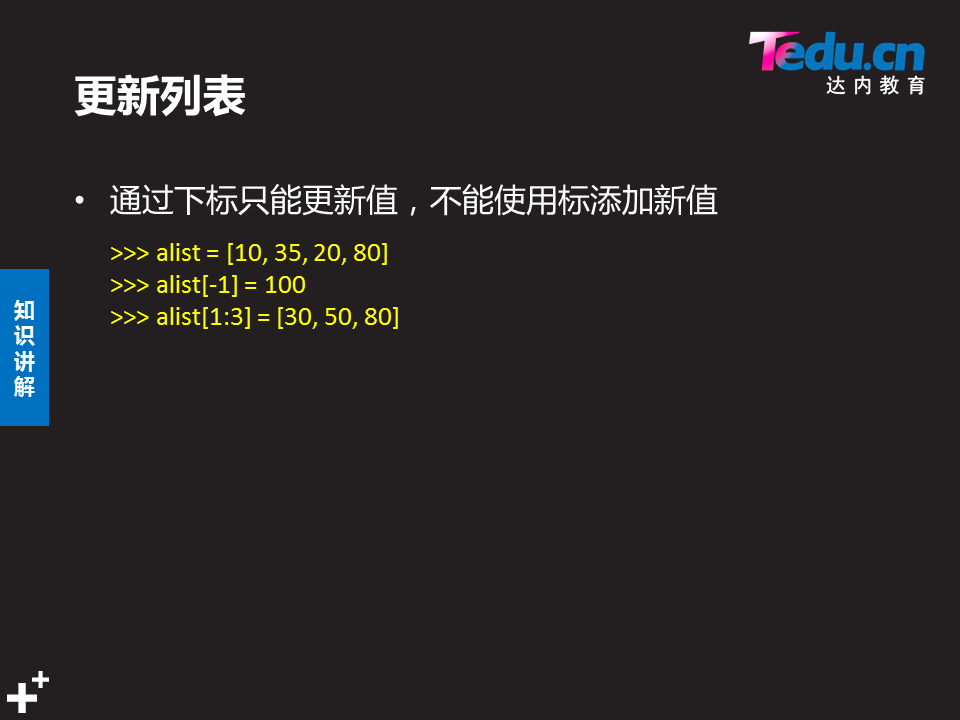 Tedu.cn
达内教育
更新列表
• 通过下标只能更新值，不能使用标添加新值
>>> alist = [10, 35, 20, 80]
>>> alist[-1] = 100
>>> alist[1:3] = [30, 50, 80]
知
识
讲
解